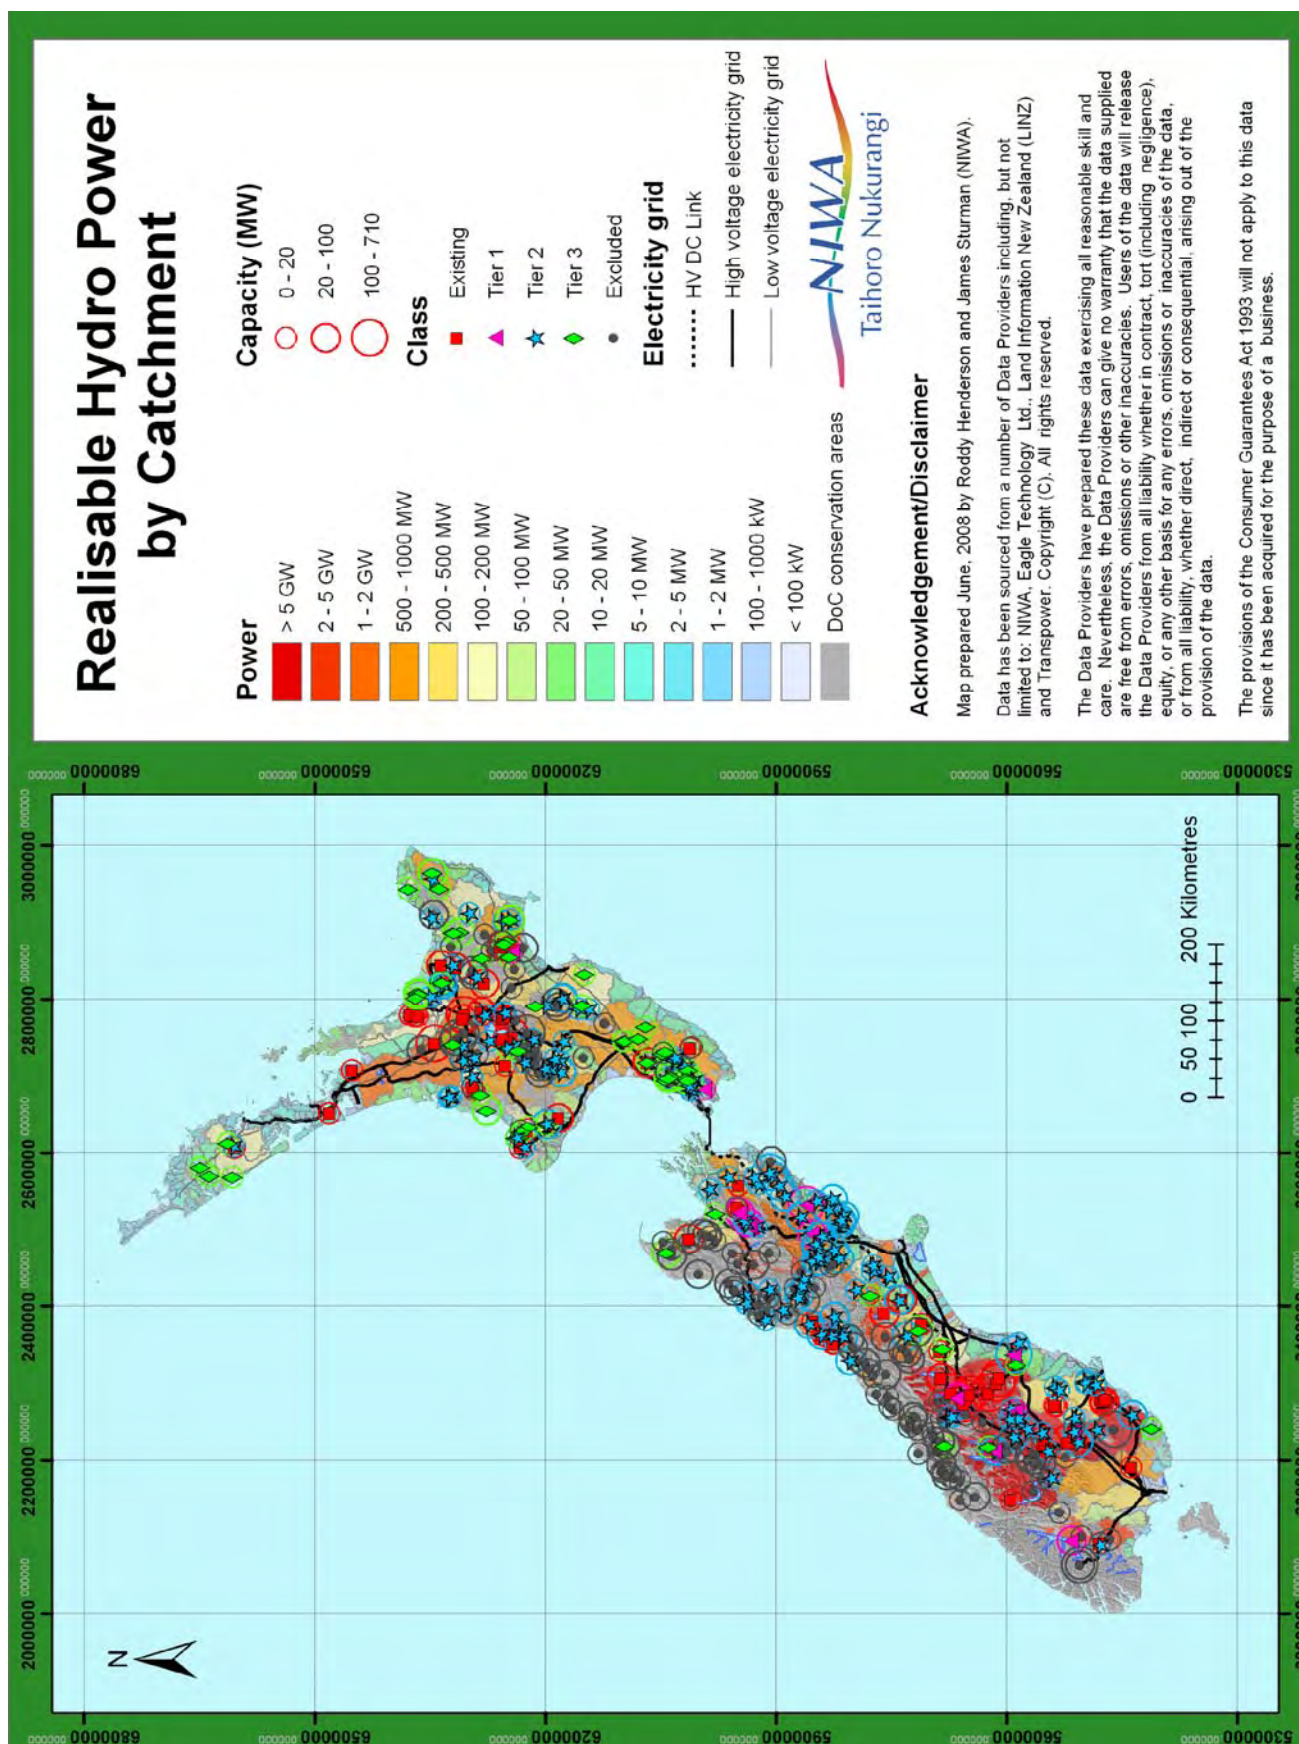 Realisable Hydro Power
by Catchment
Power
> 5 GW
2 - 5 GW
1 - 2 GW
500 - 1000 MW
200 - 500 MW
100 - 200 MW
50 - 100 MW
20 - 50 MW
10 - 20 MW
5 - 10 MW
2 - 5 MW
1 - 2 MW
100 - 1000 kW
< 100 kW
DoC conservation areas
Capacity (MW)
0 - 20
20 - 100
100 - 710
Class
Existing
Tier 1
Tier 2
Tier 3
Excluded
Electricity grid
HV DC Link
High voltage electricity grid
Low voltage electricity grid
NIWA
Taihoro Nukurangi
Acknowledgement/Disclaimer
Map prepared June, 2008 by Roddy Henderson and James Sturman (NIWA).
Data has been sourced from a number of Data Providers including, but not
limited to: NIWA, Eagle Technology Ltd., Land Information New Zealand (LINZ)
and Transpower. Copyright (C). All rights reserved.
The Data Providers have prepared these data exercising all reasonable skill and
care. Nevertheless, the Data Providers can give no warranty that the data supplied
are free from errors, omissions or other inaccuracies. Users of the data will release
the Data Providers from all liability whether in contract, tort (including negligence),
equity, or any other basis for any errors, omissions or inaccuracies of the data,
or from all liability, whether direct, indirect or consequential, arising out of the
provision of the data.
The provisions of the Consumer Guarantees Act 1993 will not apply to this data
since it has been acquired for the purpose of a business.
N
2000000
2200000
2400000
2600000
2800000
3000000
6800000
6500000
6200000
5900000
5600000
5300000
6800000
6500000
6200000
5900000
5600000
0 50 100 200 Kilometres